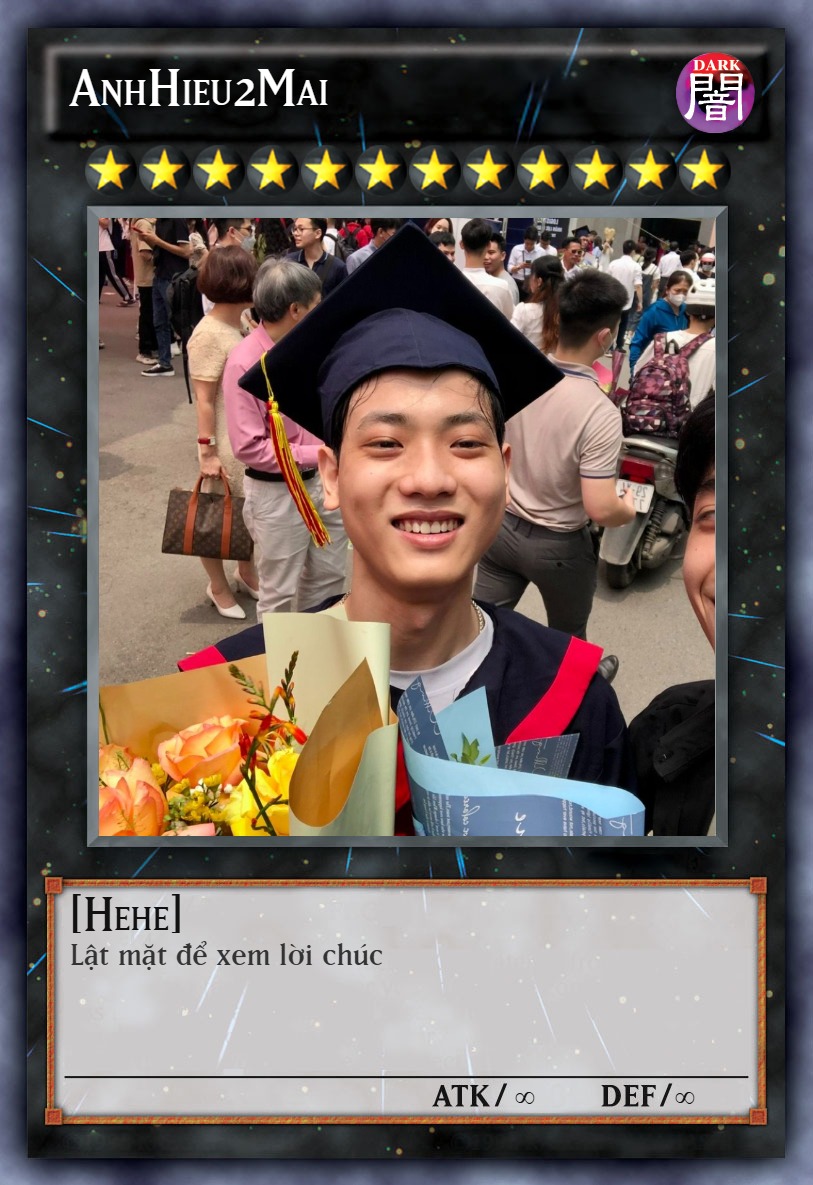 AnhHieu2Mai
DARK
闇
[Hehe]
Lật mặt để xem lời chúc
ATK/ ∞ DEF/∞